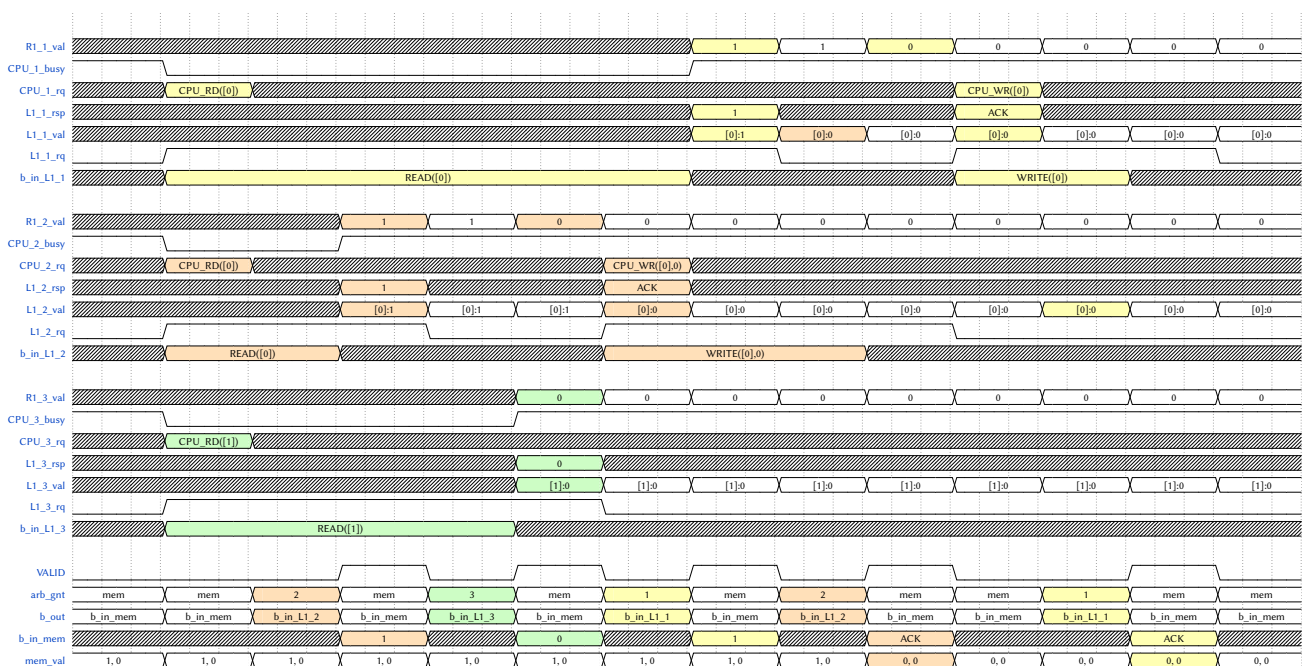 R1_1_val 1 1 0 0 0 0 0
CPU_1_busy
CPU_1_rq CPU_RD([0]) CPU_WR([0])
L1_1_rsp 1 ACK
L1_1_val [0]:1 [0]:0 [0]:0 [0]:0 [0]:0 [0]:0 [0]:0
L1_1_rq
b_in_L1_1 READ([0]) WRITE([0])
R1_2_val 1 1 0 0 0 0 0 0 0 0 0
CPU_2_busy
CPU_2_rq CPU_RD([0]) CPU_WR([0],0)
L1_2_rsp 1 ACK
L1_2_val [0]:1 [0]:1 [0]:1 [0]:0 [0]:0 [0]:0 [0]:0 [0]:0 [0]:0 [0]:0 [0]:0
L1_2_rq
b_in_L1_2 READ([0]) WRITE([0],0)
R1_3_val 0 0 0 0 0 0 0 0 0
CPU_3_busy
CPU_3_rq CPU_RD([1])
L1_3_rsp 0
L1_3_val [1]:0 [1]:0 [1]:0 [1]:0 [1]:0 [1]:0 [1]:0 [1]:0 [1]:0
L1_3_rq
b_in_L1_3 READ([1])
VALID
arb_gnt mem mem 2 mem 3 mem 1 mem 2 mem mem 1 mem mem
b_out b_in_mem b_in_mem b_in_L1_2 b_in_mem b_in_L1_3 b_in_mem b_in_L1_1 b_in_mem b_in_L1_2 b_in_mem b_in_mem b_in_L1_1 b_in_mem b_in_mem
b_in_mem 1 0 1 ACK ACK
mem_val 1, 0 1, 0 1, 0 1, 0 1, 0 1, 0 1, 0 1, 0 1, 0 0, 0 0, 0 0, 0 0, 0 0, 0